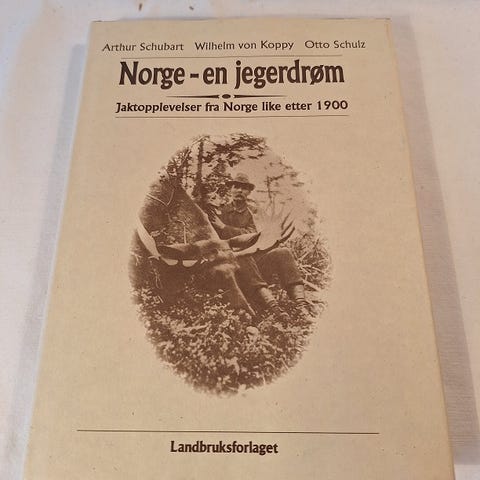 Arthur Schubart Wilhelm von Koppy Otto Schulz
Norge - en jegerdrøm
Jaktopplevelser fra Norge like etter 1900
Landbruksforlaget